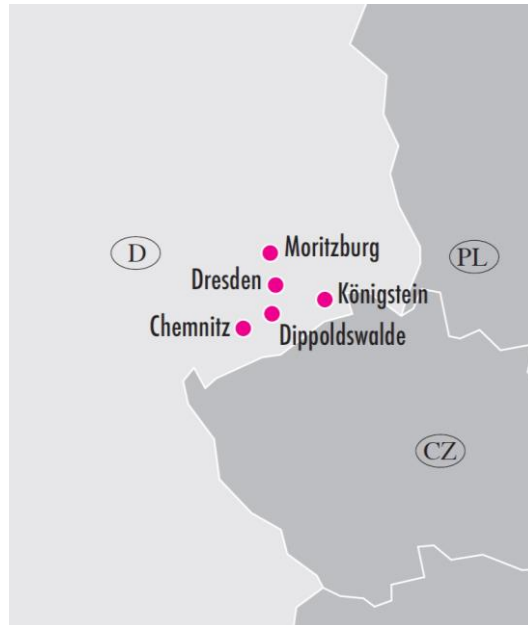 D
Moritzburg
PL
Dresden
Königstein
Chemnitz
Dippoldswalde
CZ